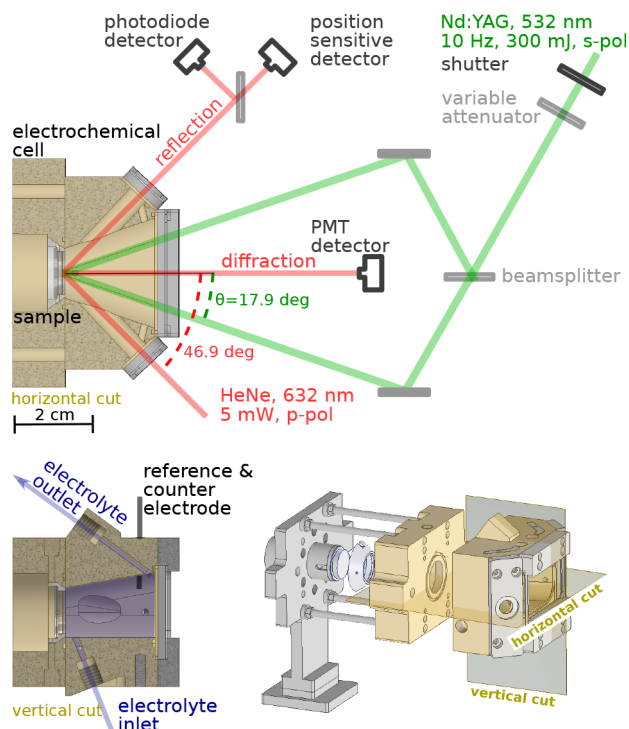 photodiode
detector
position
sensitive
detector
Nd:YAG, 532 nm
10 Hz, 300 mJ, s-pol
shutter
variable
attenuator
electrochemical
cell
reflection
PMT
detector
diffraction
beamsplitter
θ=17.9 deg
sample
46.9 deg
HeNe, 632 nm
5 mW, p-pol
horizontal cut
2 cm
electrolyte
outlet
reference &
counter
electrode
horizontal cut
vertical cut
vertical cut
electrolyte
inlet